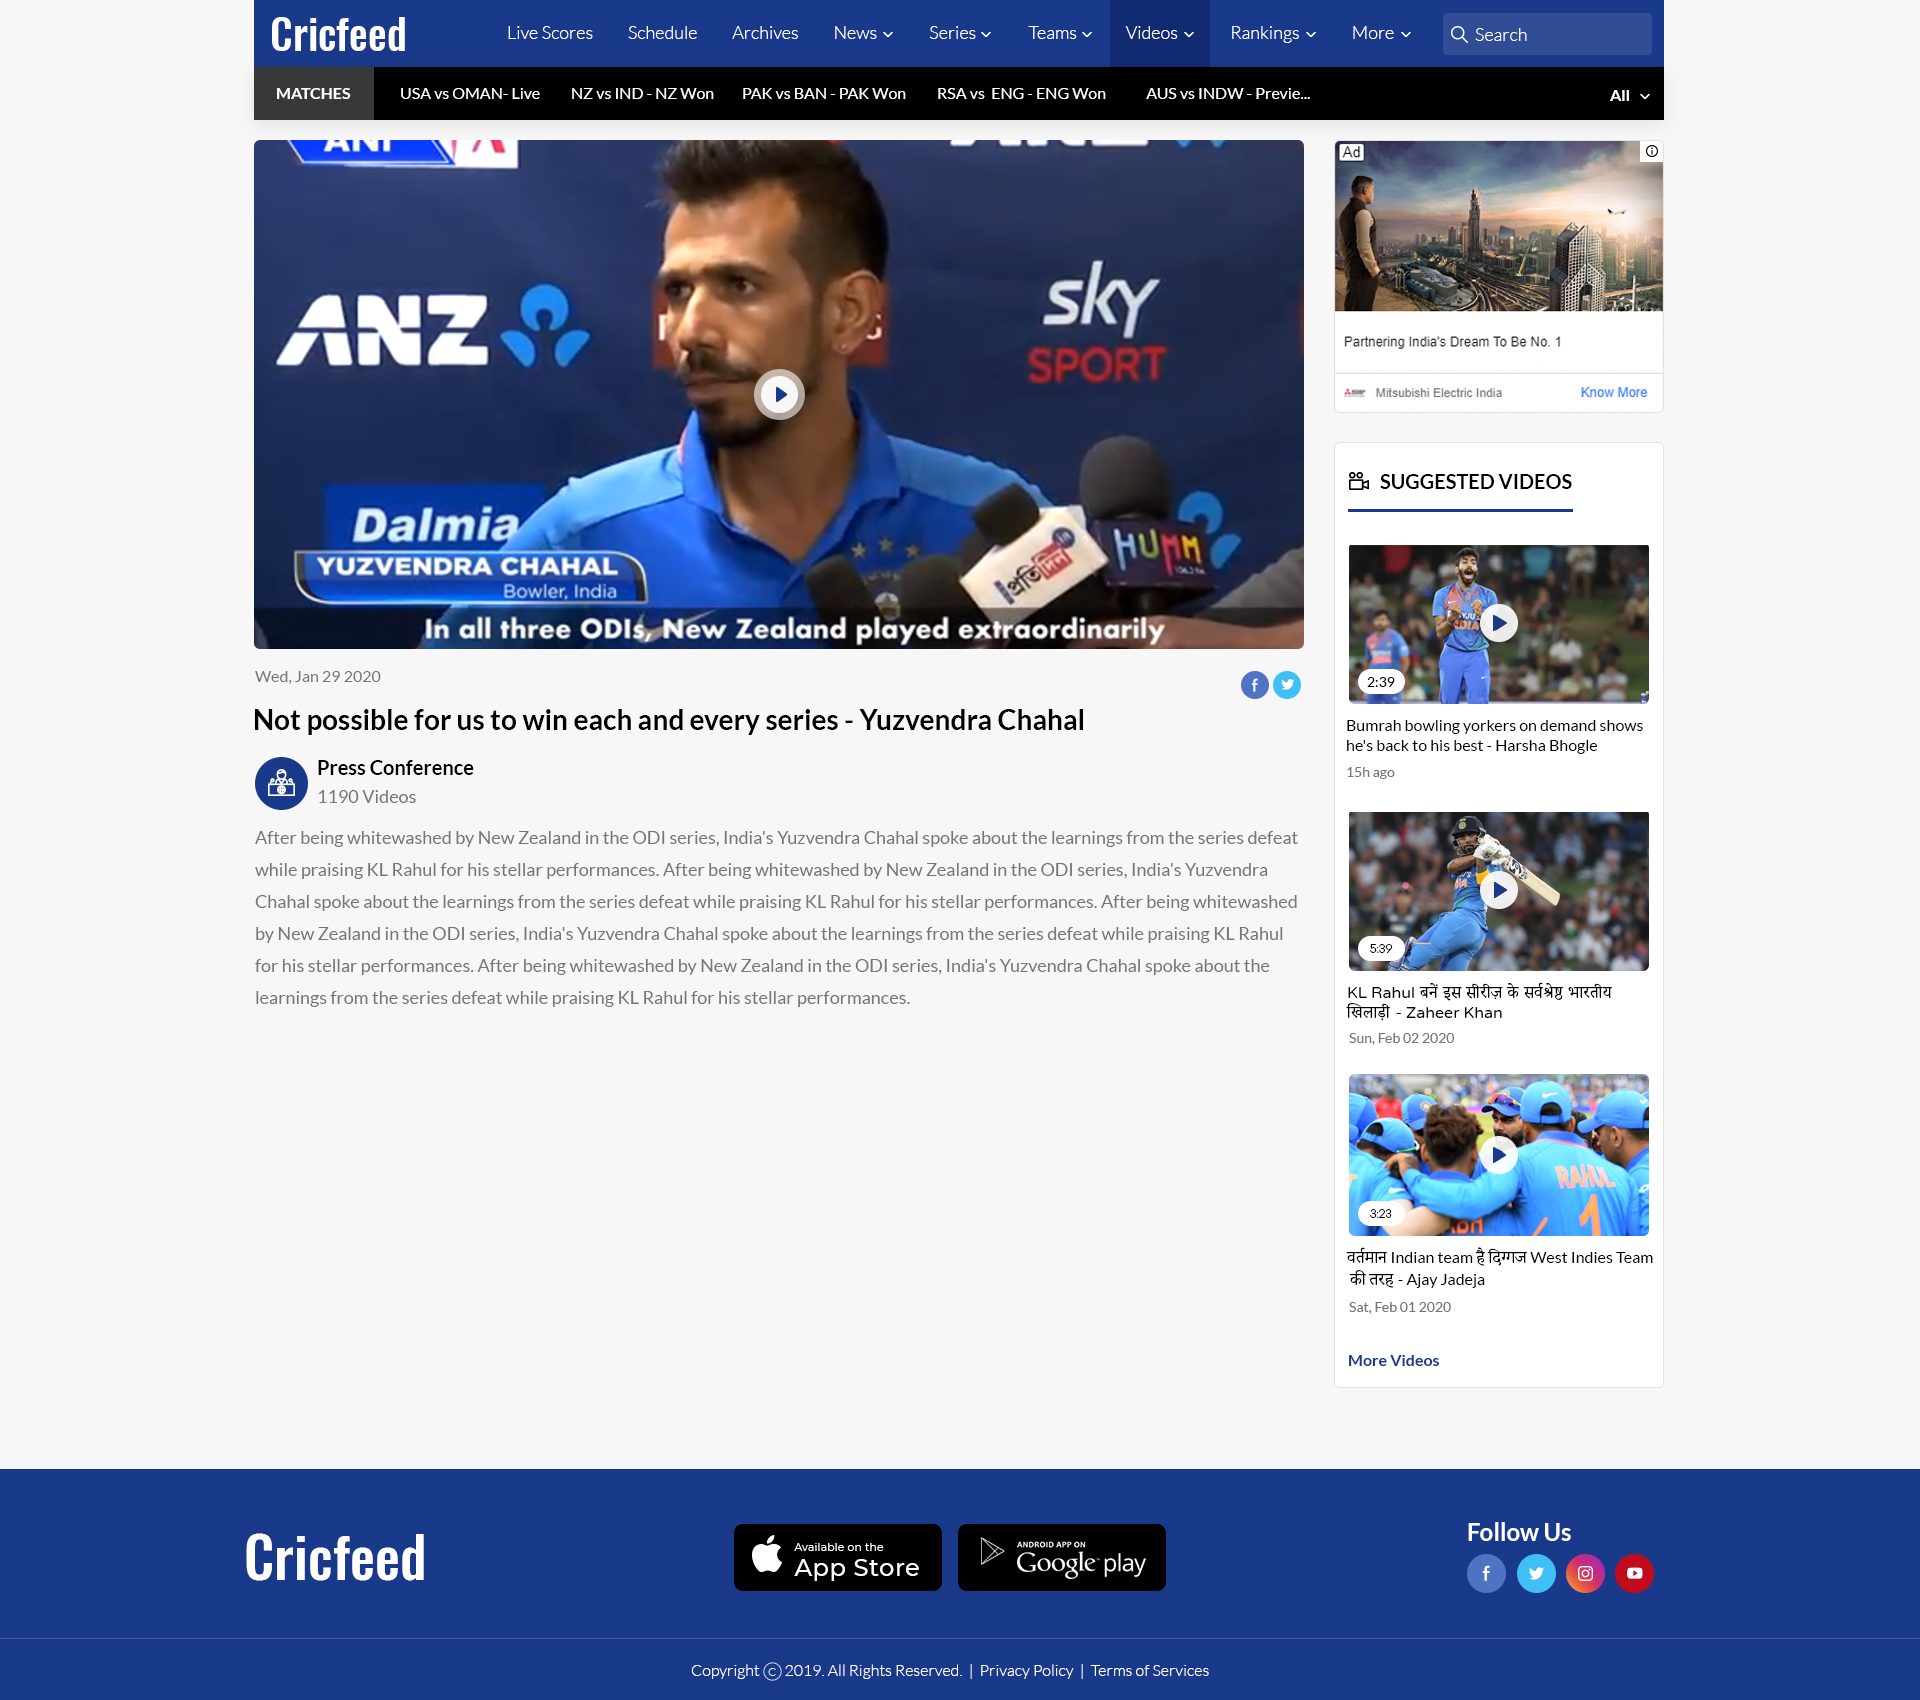 Cricfeed
Live Scores
Schedule
Archives
News
Series
Teams
Videos
Rankings
More
Search
MATCHES
USA vs OMAN- Live
NZ vs IND - NZ Won
PAK vs BAN - PAK Won
RSA vs ENG - ENG Won
AUS vs INDW - Previe...
All
ANZ
sky
SPORT
Dalmia
HUMM
প্রতিদিন
YUZVENDRA CHAHAL
Bowler, India
In all three ODIs, New Zealand played extraordinarily
Wed, Jan 29 2020
Not possible for us to win each and every series - Yuzvendra Chahal
Press Conference
1190 Videos
After being whitewashed by New Zealand in the ODI series, India's Yuzvendra Chahal spoke about the learnings from the series defeat
while praising KL Rahul for his stellar performances. After being whitewashed by New Zealand in the ODI series, India's Yuzvendra
Chahal spoke about the learnings from the series defeat while praising KL Rahul for his stellar performances. After being whitewashed
by New Zealand in the ODI series, India's Yuzvendra Chahal spoke about the learnings from the series defeat while praising KL Rahul
for his stellar performances. After being whitewashed by New Zealand in the ODI series, India's Yuzvendra Chahal spoke about the
learnings from the series defeat while praising KL Rahul for his stellar performances.
Ad
Partnering India's Dream To Be No. 1
Mitsubishi Electric India
Know More
SUGGESTED VIDEOS
2:39
Bumrah bowling yorkers on demand shows
he's back to his best - Harsha Bhogle
15h ago
5:39
KL Rahul बनें इस सीरीज़ के सर्वश्रेष्ठ भारतीय
खिलाड़ी - Zaheer Khan
Sun, Feb 02 2020
RAHUL
1
3:23
वर्तमान Indian team है दिग्गज West Indies Team
की तरह - Ajay Jadeja
Sat, Feb 01 2020
More Videos
Cricfeed
Available on the
App Store
ANDROID APP ON
Google play
Follow Us
Copyright © 2019. All Rights Reserved. | Privacy Policy | Terms of Services